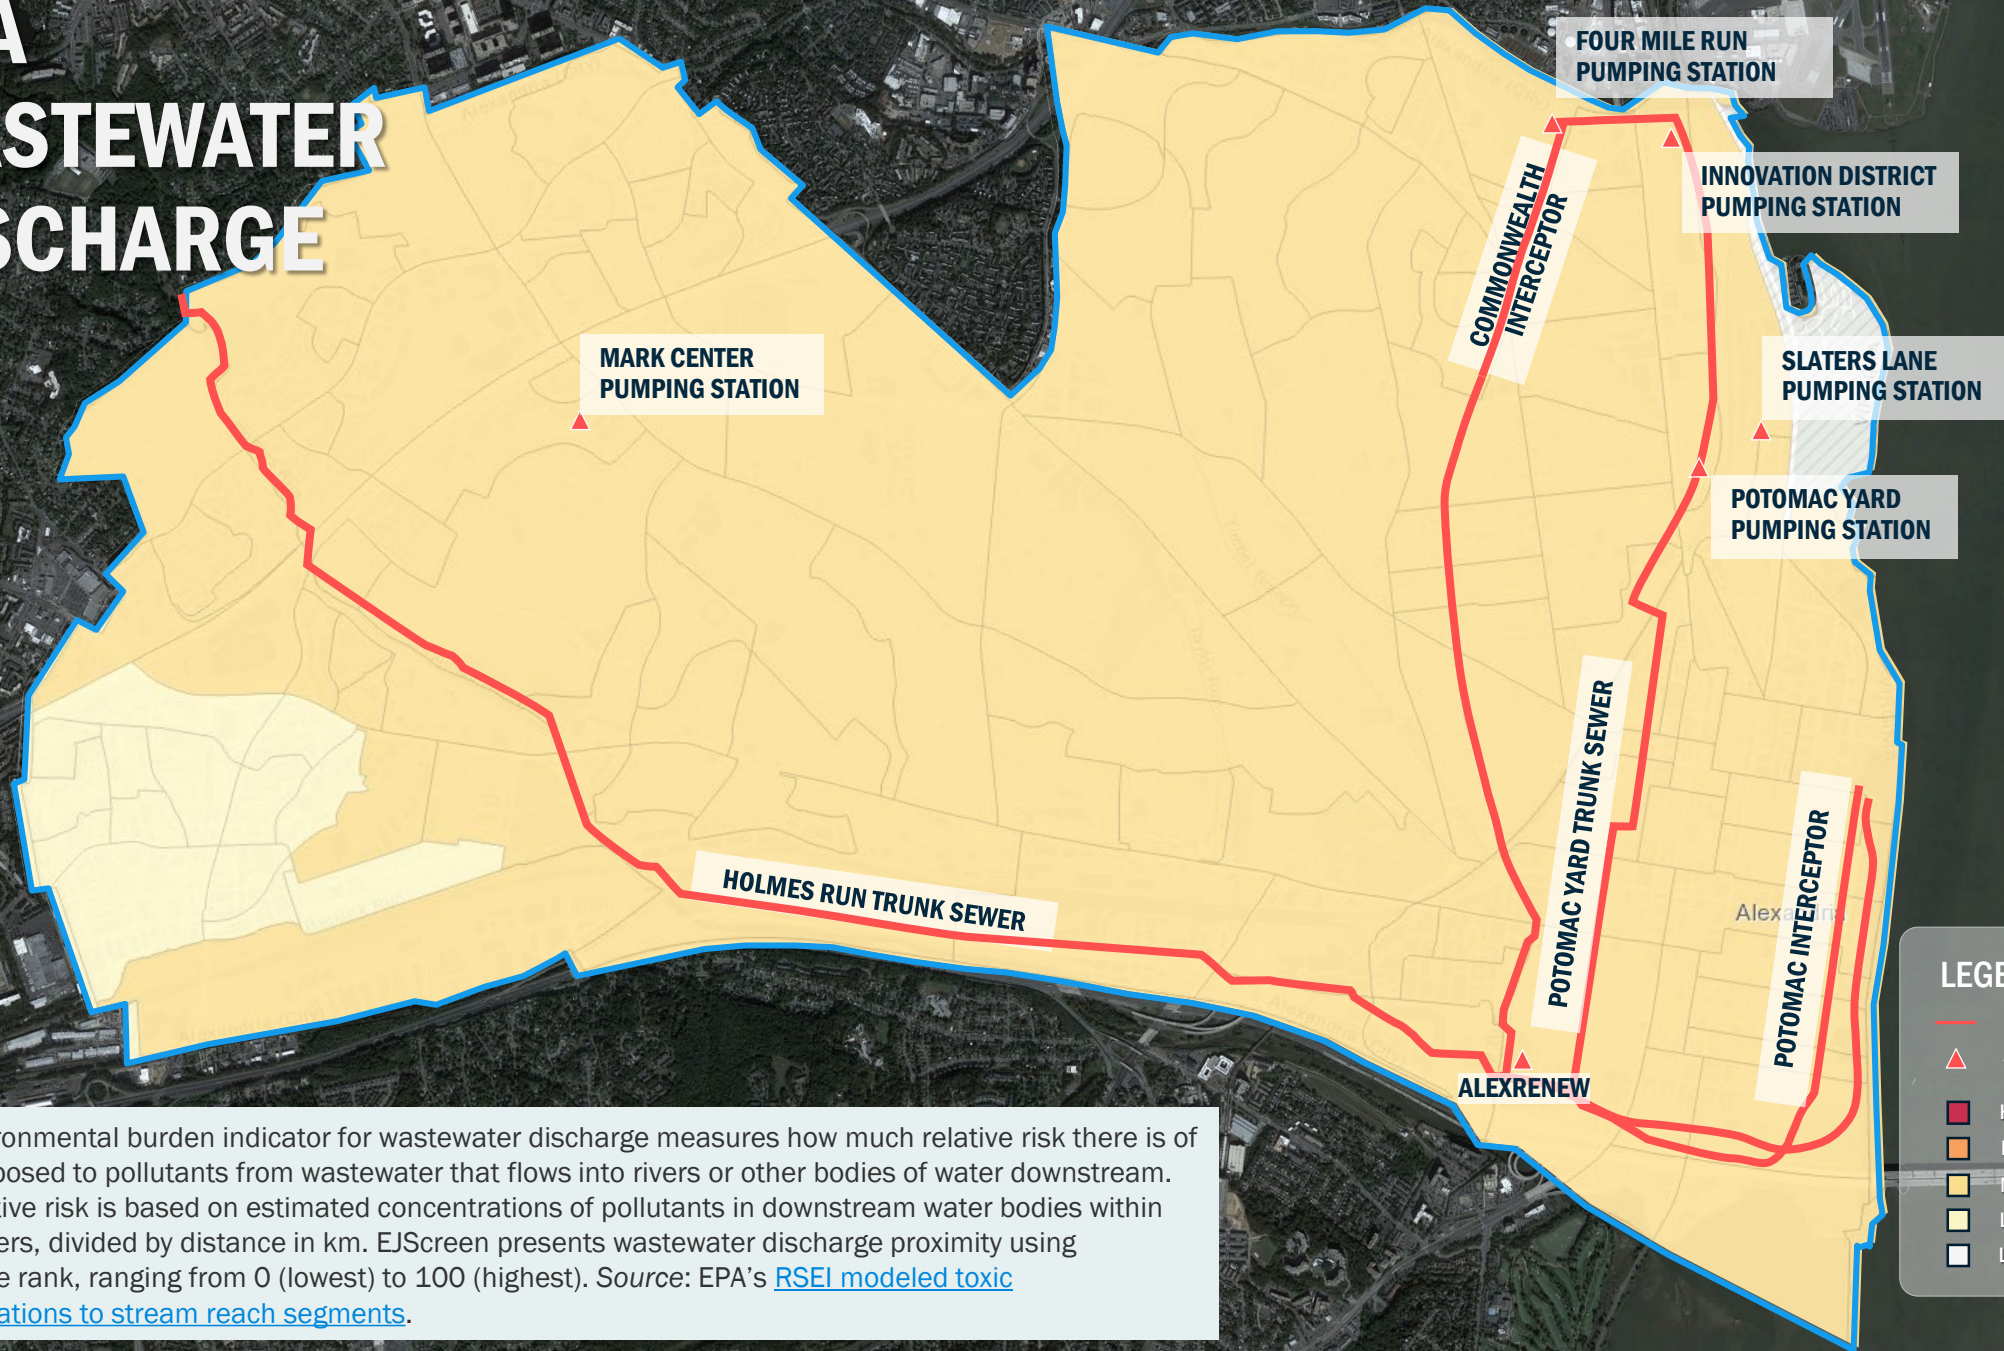 A
ASTEWATER
SCHARGE
FOUR MILE RUN
PUMPING STATION
INNOVATION DISTRICT
PUMPING STATION
COMMONWEALTH
INTERCEPTOR
MARK CENTER
PUMPING STATION
SLATERS LANE
PUMPING STATION
POTOMAC YARD
PUMPING STATION
POTOMAC YARD TRUNK SEWER
POTOMAC INTERCEPTOR
HOLMES RUN TRUNK SEWER
Alexandria
ALEXRENEW
LEGE
ronmental burden indicator for wastewater discharge measures how much relative risk there is of
posed to pollutants from wastewater that flows into rivers or other bodies of water downstream.
tive risk is based on estimated concentrations of pollutants in downstream water bodies within
ers, divided by distance in km. EJScreen presents wastewater discharge proximity using
e rank, ranging from 0 (lowest) to 100 (highest). Source: EPA's RSEI modeled toxic
ations to stream reach segments.